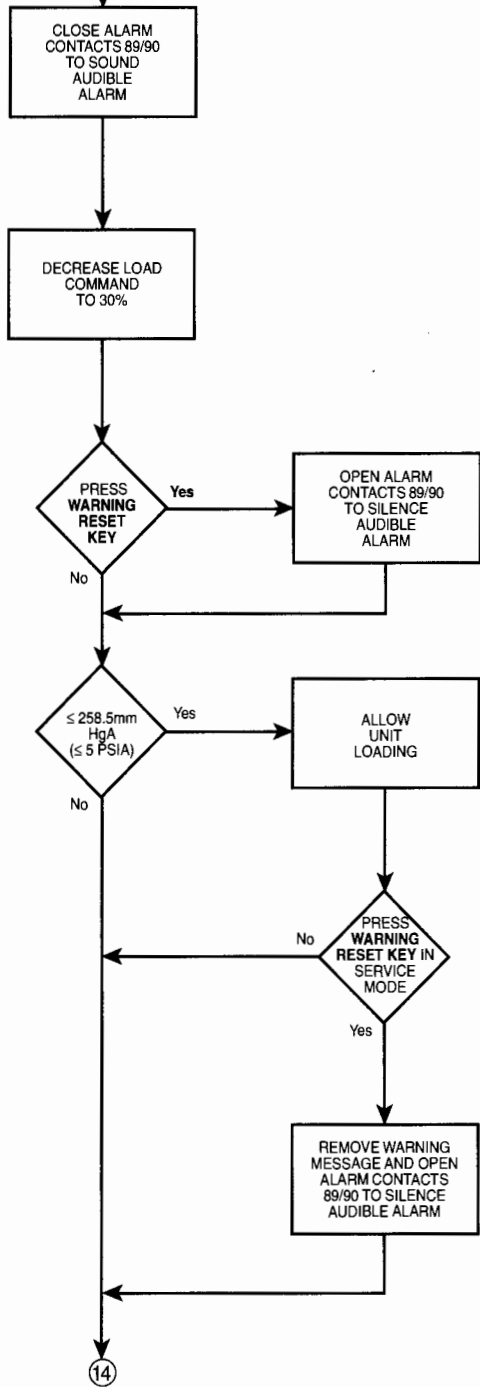 CLOSE ALARM
CONTACTS 89/90
TO SOUND
AUDIBLE
ALARM
DECREASE LOAD
COMMAND
TO 30%
PRESS
WARNING
RESET
KEY
Yes
No
OPEN ALARM
CONTACTS 89/90
TO SILENCE
AUDIBLE
ALARM
≤ 258.5mm
HgA
(≤ 5 PSIA)
Yes
No
ALLOW
UNIT
LOADING
PRESS
WARNING
RESET KEY IN
SERVICE
MODE
No
Yes
REMOVE WARNING
MESSAGE AND OPEN
ALARM CONTACTS
89/90 TO SILENCE
AUDIBLE ALARM
14